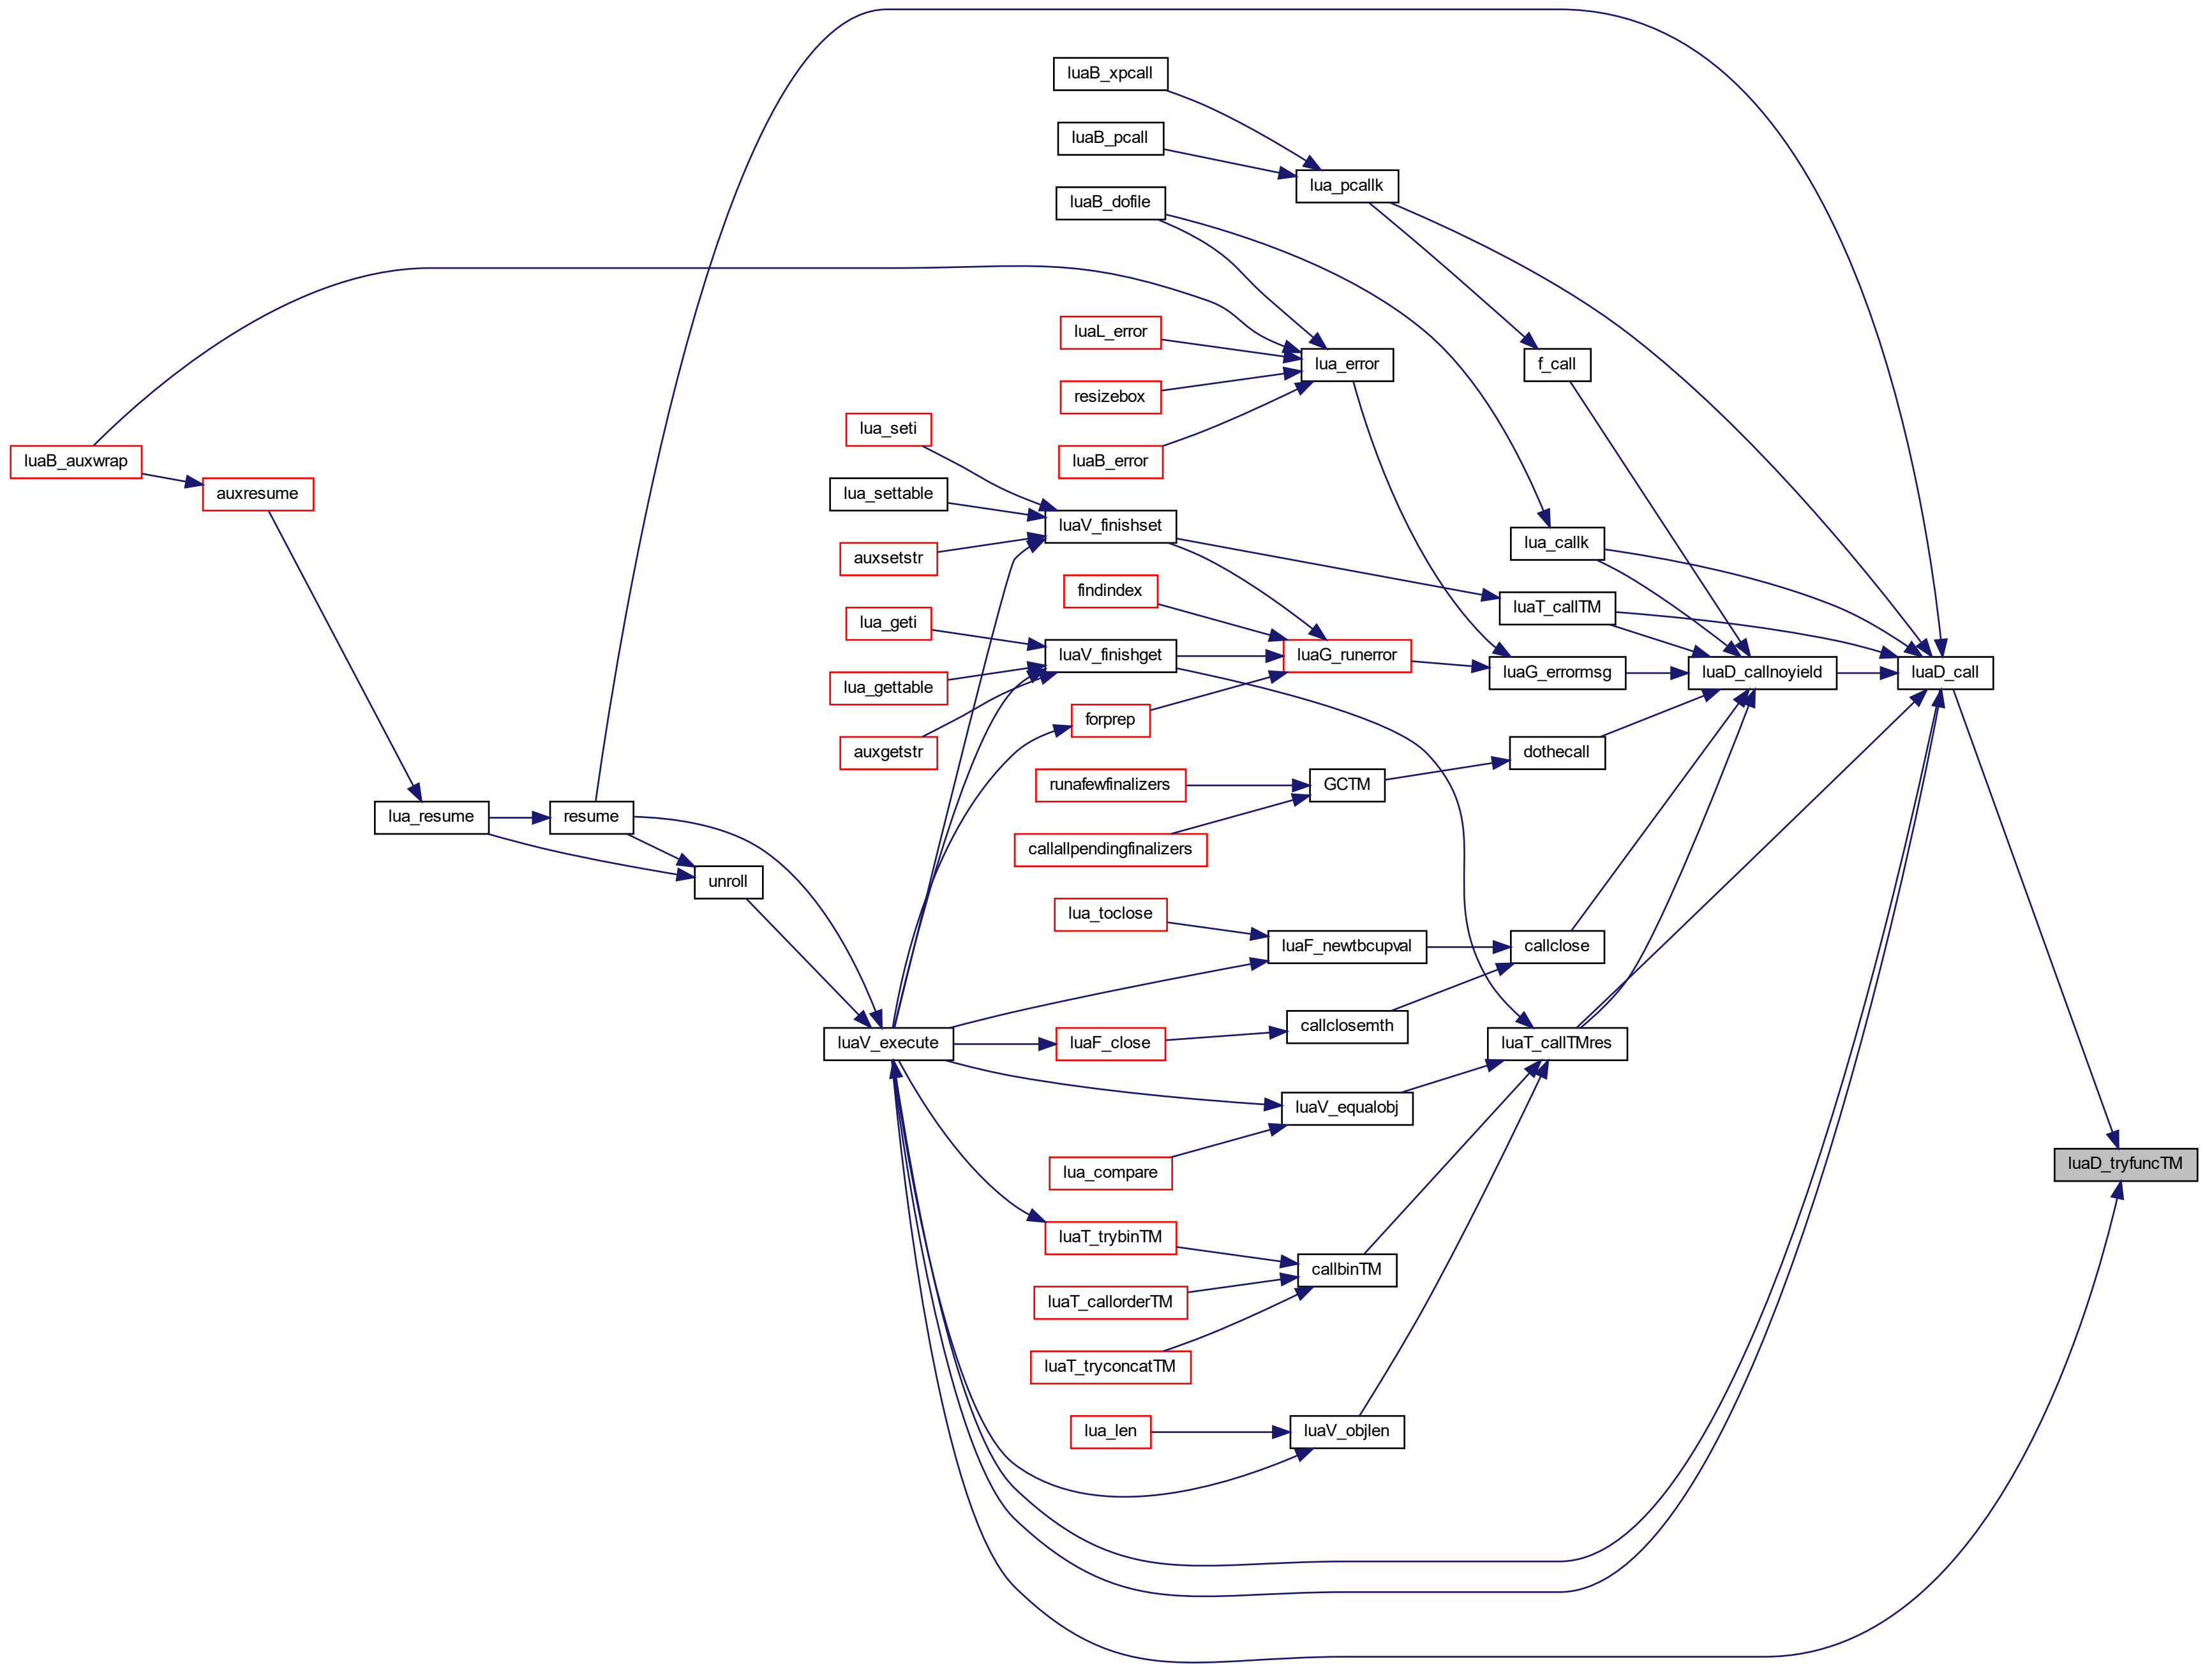 luaB_xpcall
luaB_pcall
lua_pcallk
luaB_dofile
luaL_error
lua_error
f_call
resizebox
lua_seti
luaB_error
luaB_auxwrap
auxresume
lua_settable
luaV_finishset
lua_callk
auxsetstr
findindex
luaT_callTM
lua_geti
luaV_finishget
luaG_runerror
luaG_errormsg
luaD_callnoyield
luaD_call
lua_gettable
forprep
auxgetstr
dothecall
runafewfinalizers
GCTM
lua_resume
resume
callallpendingfinalizers
unroll
lua_toclose
luaF_newtbcupval
callclose
callclosemth
luaV_execute
luaF_close
luaT_callTMres
luaV_equalobj
lua_compare
luaD_tryfuncTM
luaT_trybinTM
callbinTM
luaT_callorderTM
luaT_tryconcatTM
lua_len
luaV_objlen